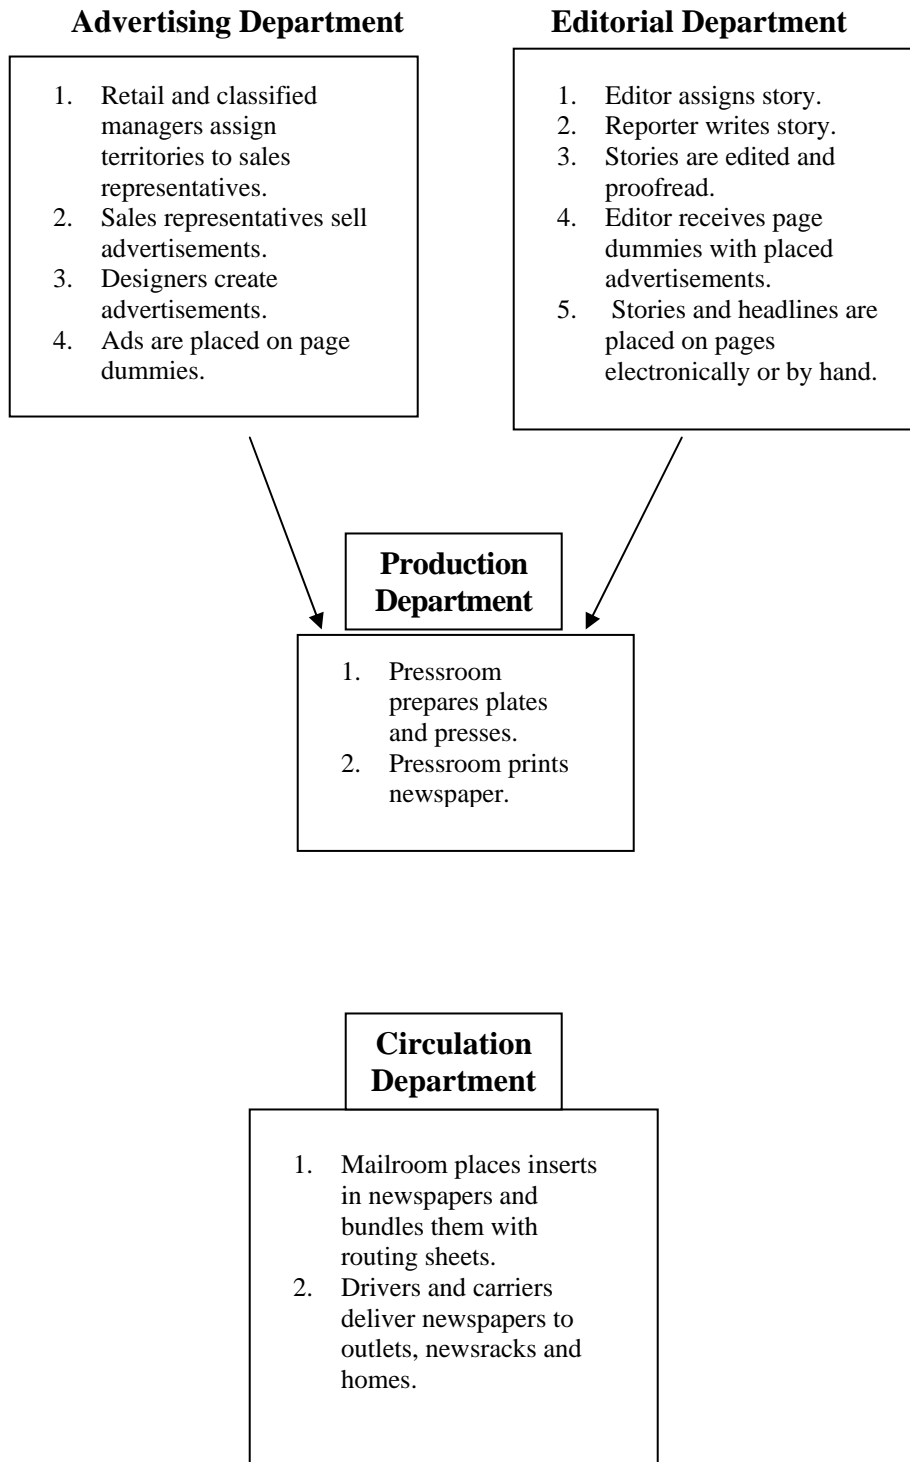 Advertising Department
1. Retail and classified
managers assign
territories to sales
representatives.
2. Sales representatives sell
advertisements.
3. Designers create
advertisements.
4. Ads are placed on page
dummies.
Editorial Department
1. Editor assigns story.
2. Reporter writes story.
3. Stories are edited and
proofread.
4. Editor receives page
dummies with placed
advertisements.
5. Stories and headlines are
placed on pages
electronically or by hand.
Production
Department
1. Pressroom
prepares plates
and presses.
2. Pressroom prints
newspaper.
Circulation
Department
1. Mailroom places inserts
in newspapers and
bundles them with
routing sheets.
2. Drivers and carriers
deliver newspapers to
outlets, newsracks and
homes.